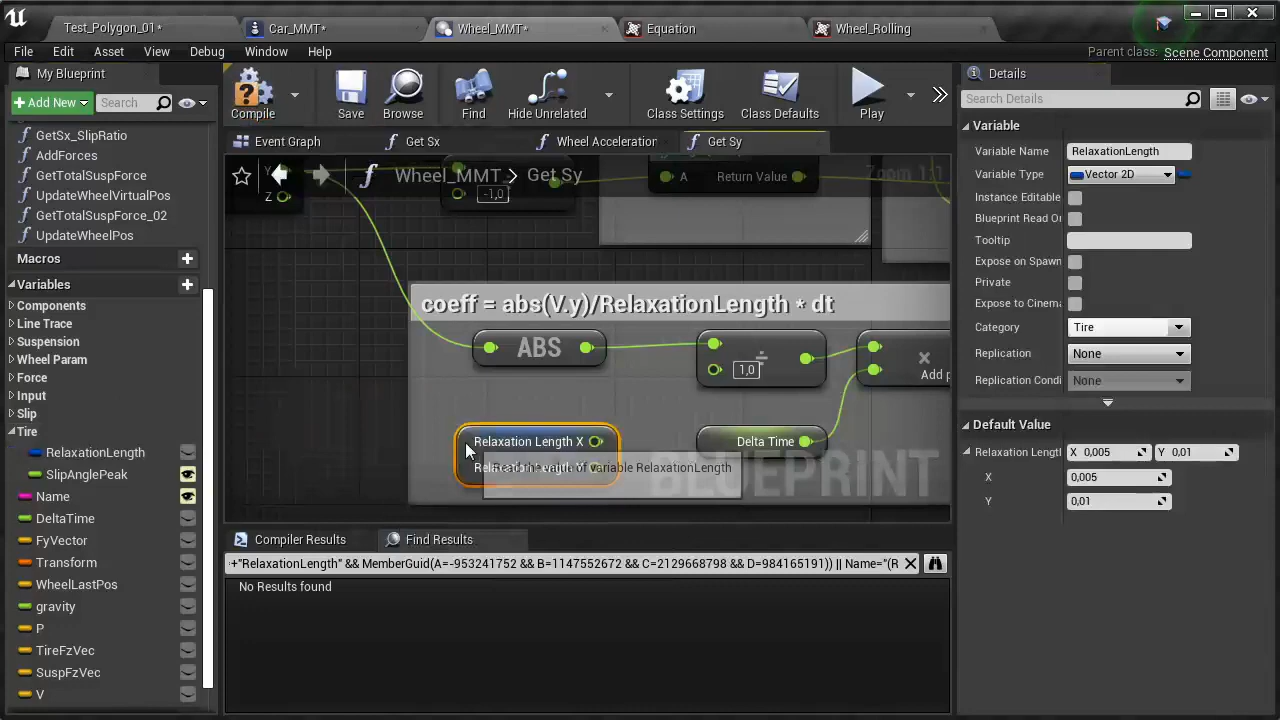 Test_Polygon_01*
Car_MMT*
Wheel_MMT*
Equation
Wheel_Rolling
File Edit Asset View Debug Window Help
Parent class: Scene Component
My Blueprint
Add New
Search
GetSx_SlipRatio
AddForces
GetTotalSuspForce
UpdateWheelVirtualPos
GetTotalSuspForce_02
UpdateWheelPos
Macros
Variables
Components
Line Trace
Suspension
Wheel Param
Force
Input
Slip
Tire
RelaxationLength
SlipAnglePeak
Name
DeltaTime
FyVector
Transform
WheelLastPos
gravity
P
TireFzVec
SuspFzVec
V
Compile
Save
Browse
Find
Hide Unrelated
Class Settings
Class Defaults
Play
Event Graph
Get Sx
Wheel Acceleration
Get Sy
Wheel_MMT > Get Sy
Zoom 1:1
Z
-1,0
A Return Value
coeff = abs(V.y)/RelaxationLength * dt
ABS
÷
1,0
×
Add p
Relaxation Length X
Delta Time
BLUEPRINT
Compiler Results
Find Results
+"RelaxationLength" && MemberGuid(A=-953241752 && B=1147552672 && C=2129668798 && D=984165191)) || Name="(R
No Results found
Details
Search Details
Variable
Variable Name RelaxationLength
Variable Type Vector 2D
Instance Editable
Blueprint Read O
Tooltip
Expose on Spawn
Private
Expose to Cinema
Category Tire
Replication None
Replication Condi None
Default Value
Relaxation Length X 0,005 Y 0,01
X 0,005
Y 0,01